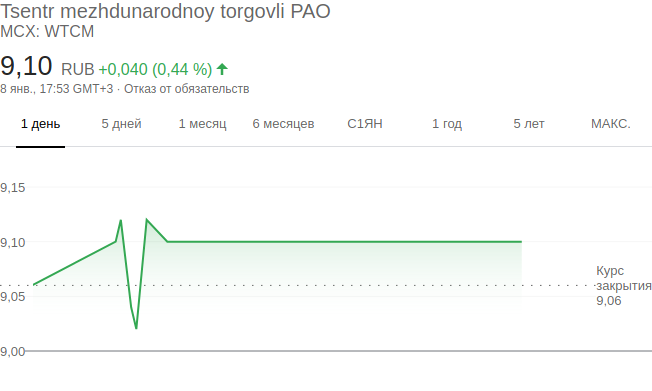 Tsentr mezhdunarodnoy torgovli PAO
MCX: WTCM
9,10 RUB +0,040 (0,44 %)
8 янв., 17:53 GMT+3 · Отказ от обязательств
1 день 5 дней 1 месяц 6 месяцев С1ЯН 1 год 5 лет МАКС.
9,15
9,10
9,05
9,00
Курс
закрытия
9,06